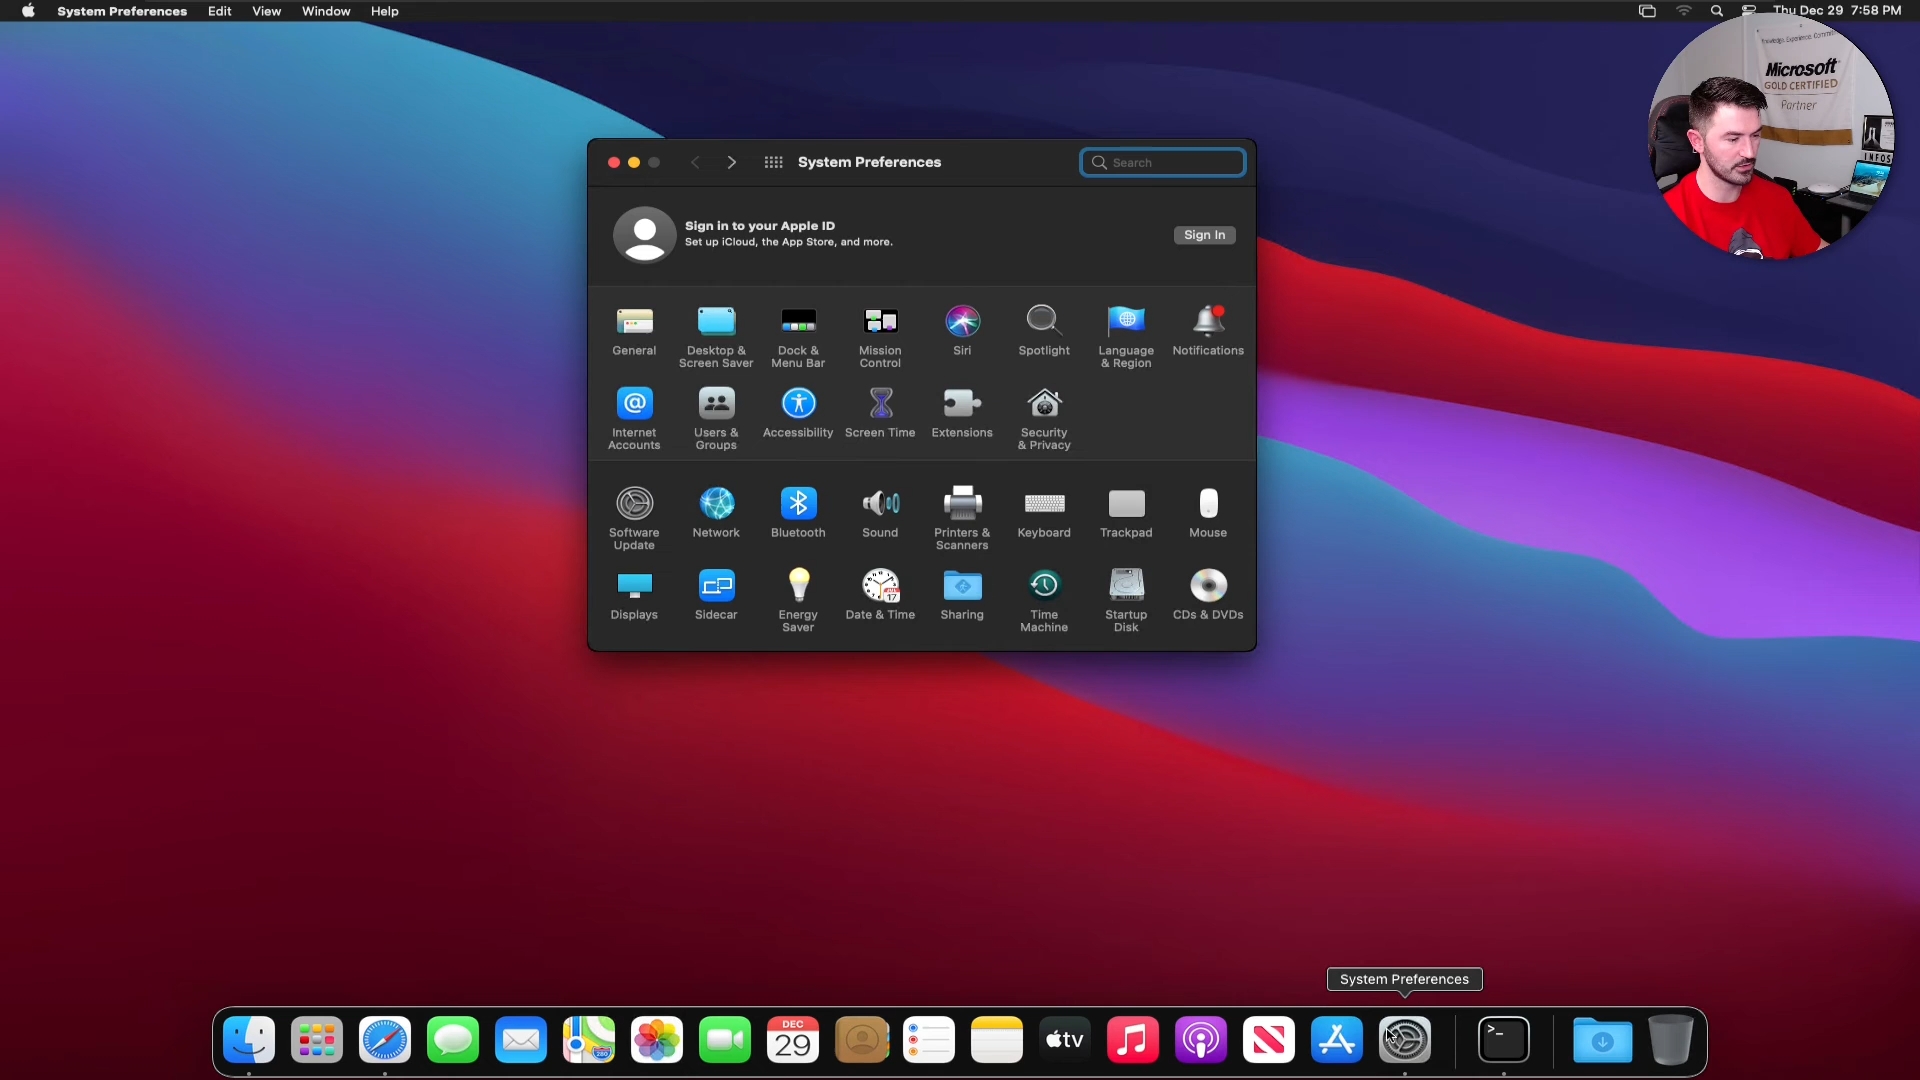 System Preferences Edit View Window Help
Thu Dec 29 7:58 PM
Microsoft
GOLD CERTIFIED
Partner
INFOS
System Preferences
Search
Sign in to your Apple ID
Set up iCloud, the App Store, and more.
Sign In
General
Desktop &
Screen Saver
Dock &
Menu Bar
Mission
Control
Siri
Spotlight
Language
& Region
Notifications
Internet
Accounts
Users &
Groups
Accessibility
Screen Time
Extensions
Security
& Privacy
Software
Update
Network
Bluetooth
Sound
Printers &
Scanners
Keyboard
Trackpad
Mouse
Displays
Sidecar
Energy
Saver
17
Date & Time
Sharing
Time
Machine
Startup
Disk
CDs & DVDs
System Preferences
280
DEC
29
tv
>_